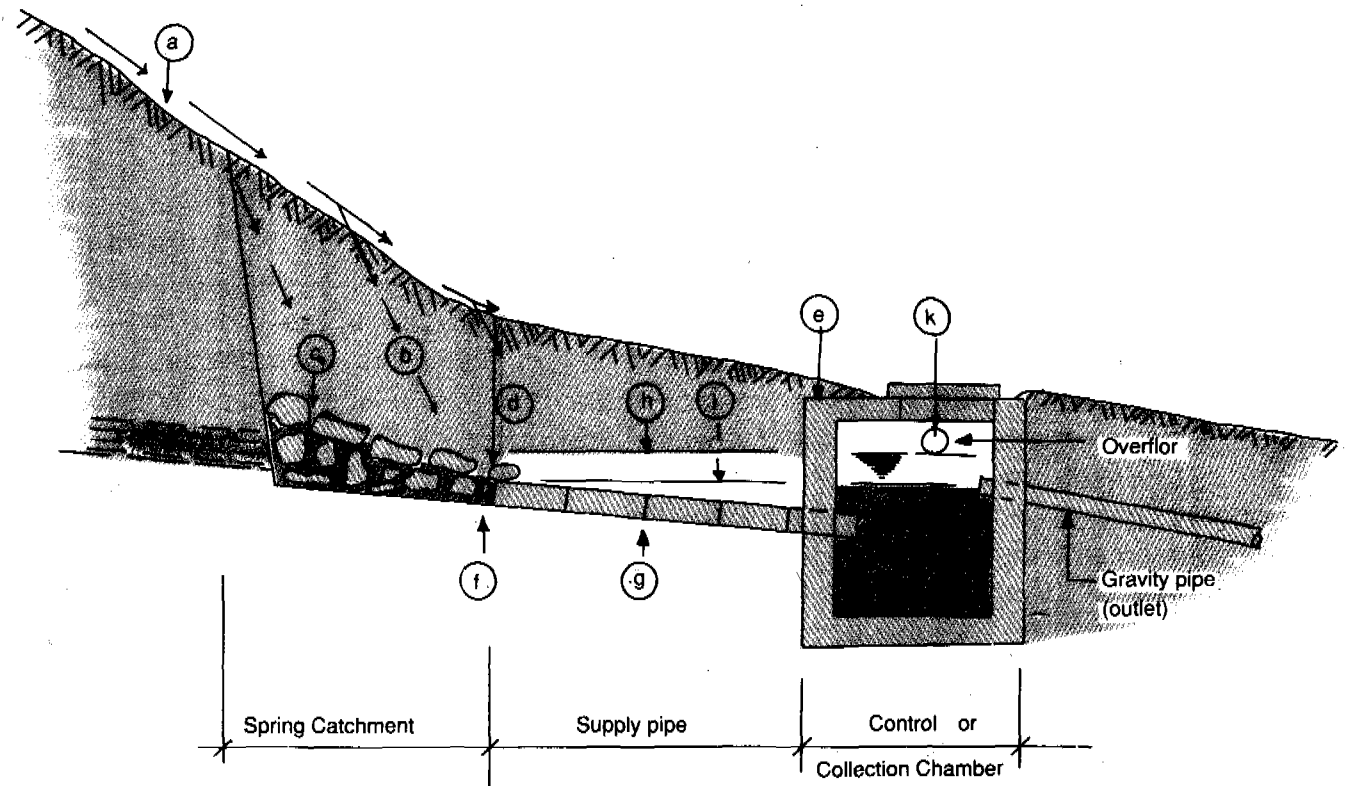 a
e
k
c
b
d
h
Overflor
f
g
Gravity pipe
(outlet)
Spring Catchment
Supply pipe
Control or
Collection Chamber